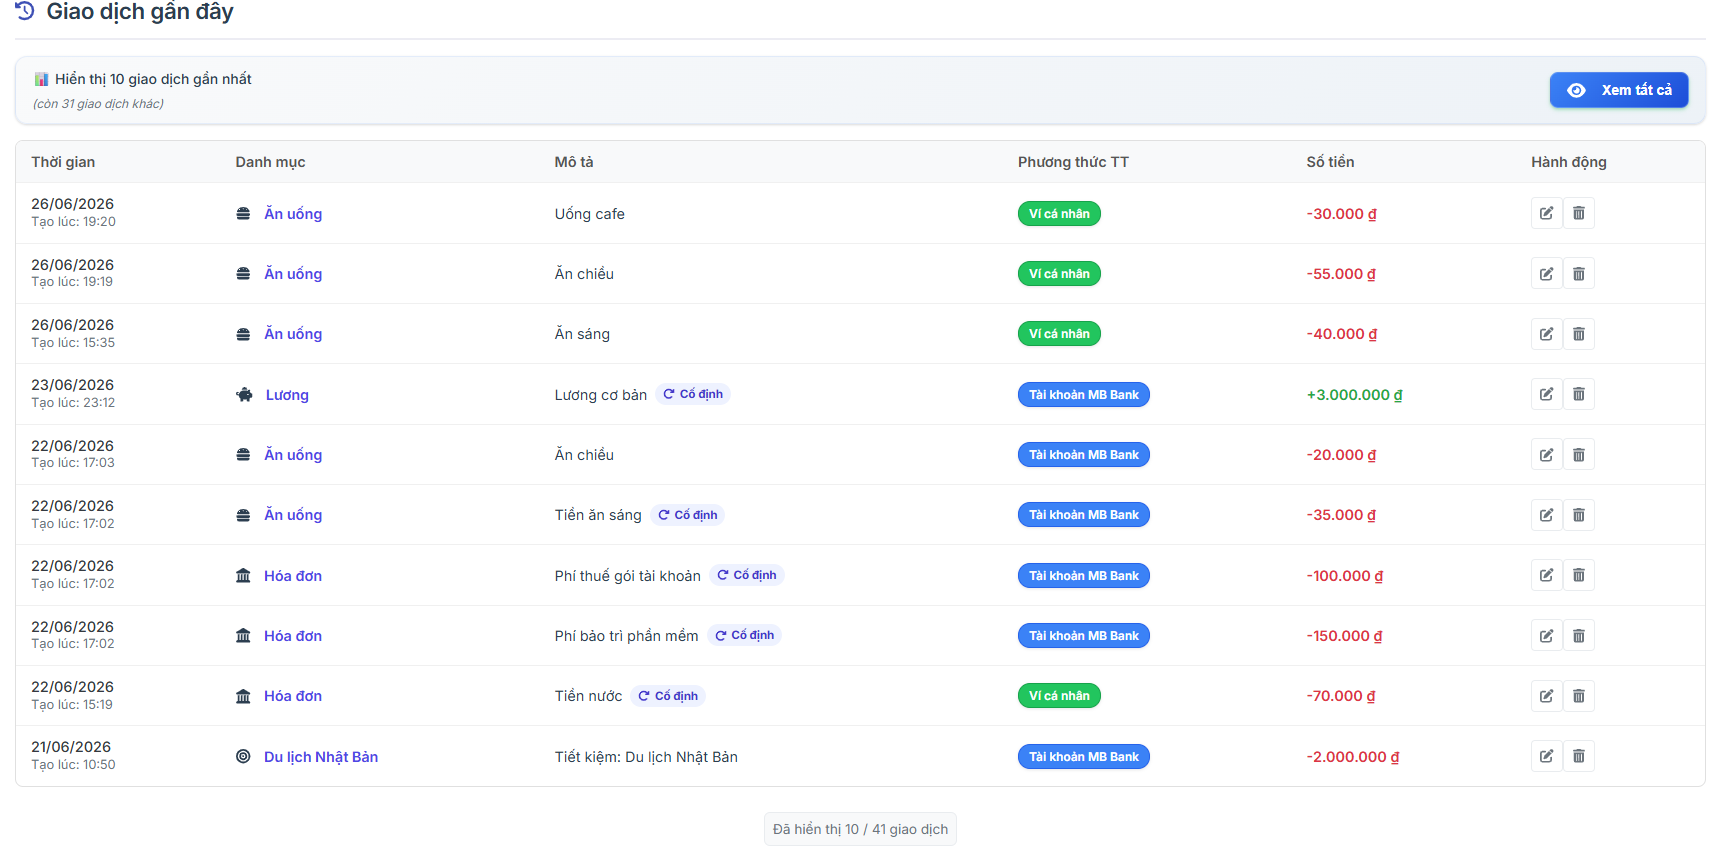 Giao dịch gần đây
Hiển thị 10 giao dịch gần nhất
(còn 31 giao dịch khác)
Xem tất cả
Thời gian Danh mục Mô tả Phương thức TT Số tiền Hành động
26/06/2026 Ăn uống Uống cafe Ví cá nhân -30.000 ₫
Tạo lúc: 19:20
26/06/2026 Ăn uống Ăn chiều Ví cá nhân -55.000 ₫
Tạo lúc: 19:19
26/06/2026 Ăn uống Ăn sáng Ví cá nhân -40.000 ₫
Tạo lúc: 15:35
23/06/2026 Lương Lương cơ bản Cố định Tài khoản MB Bank +3.000.000 ₫
Tạo lúc: 23:12
22/06/2026 Ăn uống Ăn chiều Tài khoản MB Bank -20.000 ₫
Tạo lúc: 17:03
22/06/2026 Ăn uống Tiền ăn sáng Cố định Tài khoản MB Bank -35.000 ₫
Tạo lúc: 17:02
22/06/2026 Hóa đơn Phí thuế gói tài khoản Cố định Tài khoản MB Bank -100.000 ₫
Tạo lúc: 17:02
22/06/2026 Hóa đơn Phí bảo trì phần mềm Cố định Tài khoản MB Bank -150.000 ₫
Tạo lúc: 17:02
22/06/2026 Hóa đơn Tiền nước Cố định Ví cá nhân -70.000 ₫
Tạo lúc: 15:19
21/06/2026 Du lịch Nhật Bản Tiết kiệm: Du lịch Nhật Bản Tài khoản MB Bank -2.000.000 ₫
Tạo lúc: 10:50
Đã hiển thị 10 / 41 giao dịch